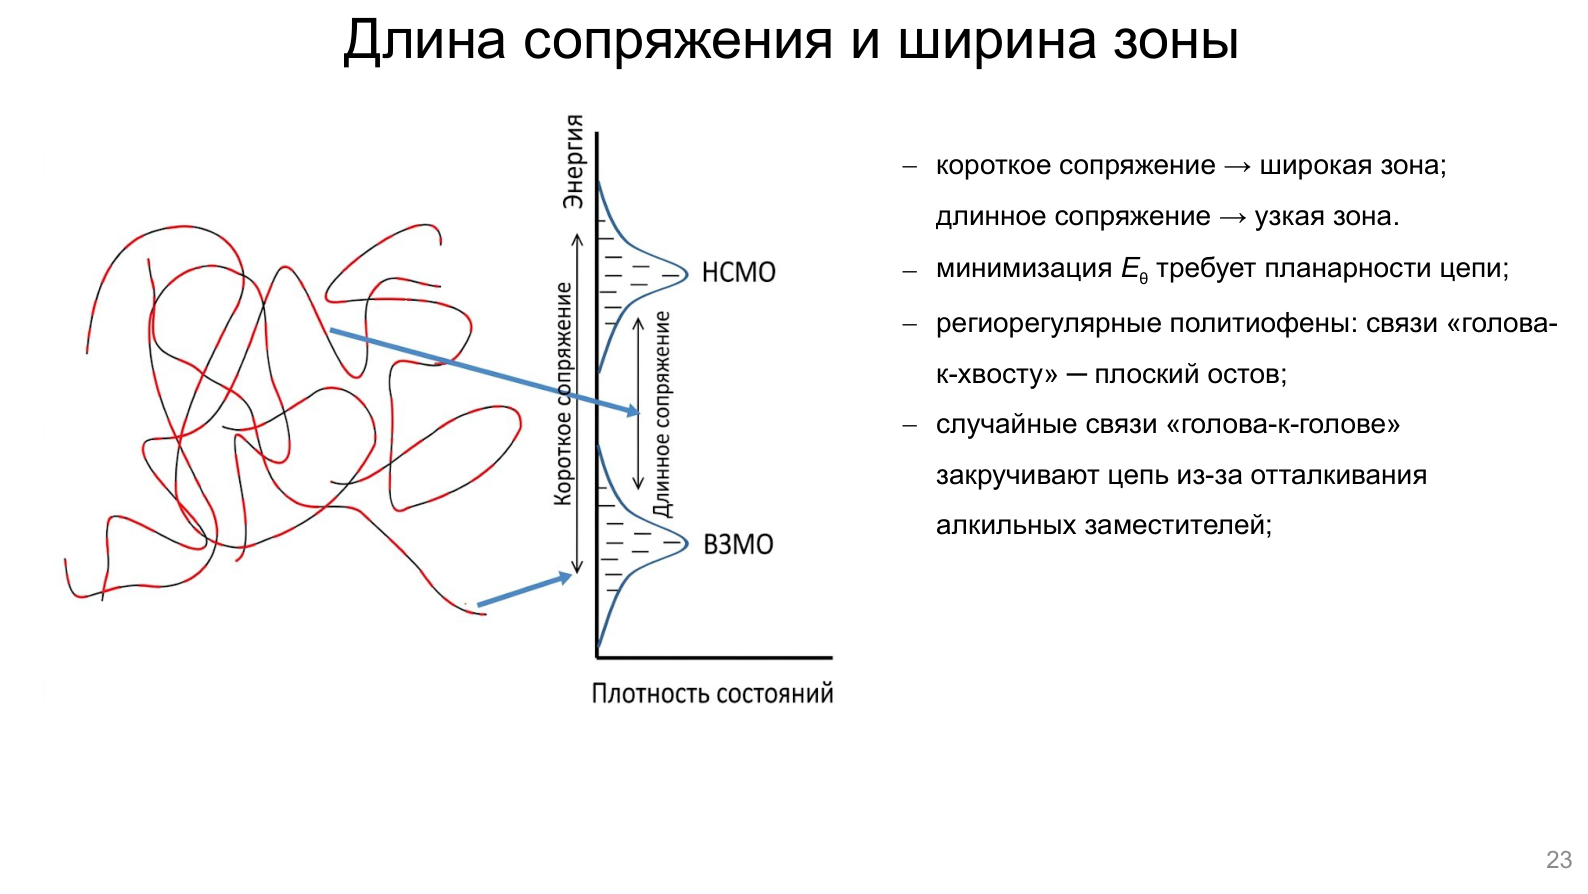 Длина сопряжения и ширина зоны
Энергия
Короткое сопряжение
Длинное сопряжение
НСМО
ВЗМО
Плотность состояний
– короткое сопряжение → широкая зона;
длинное сопряжение → узкая зона.
– минимизация Eθ требует планарности цепи;
– региорегулярные политиофены: связи «голова-
к-хвосту» — плоский остов;
– случайные связи «голова-к-голове»
закручивают цепь из-за отталкивания
алкильных заместителей;
23